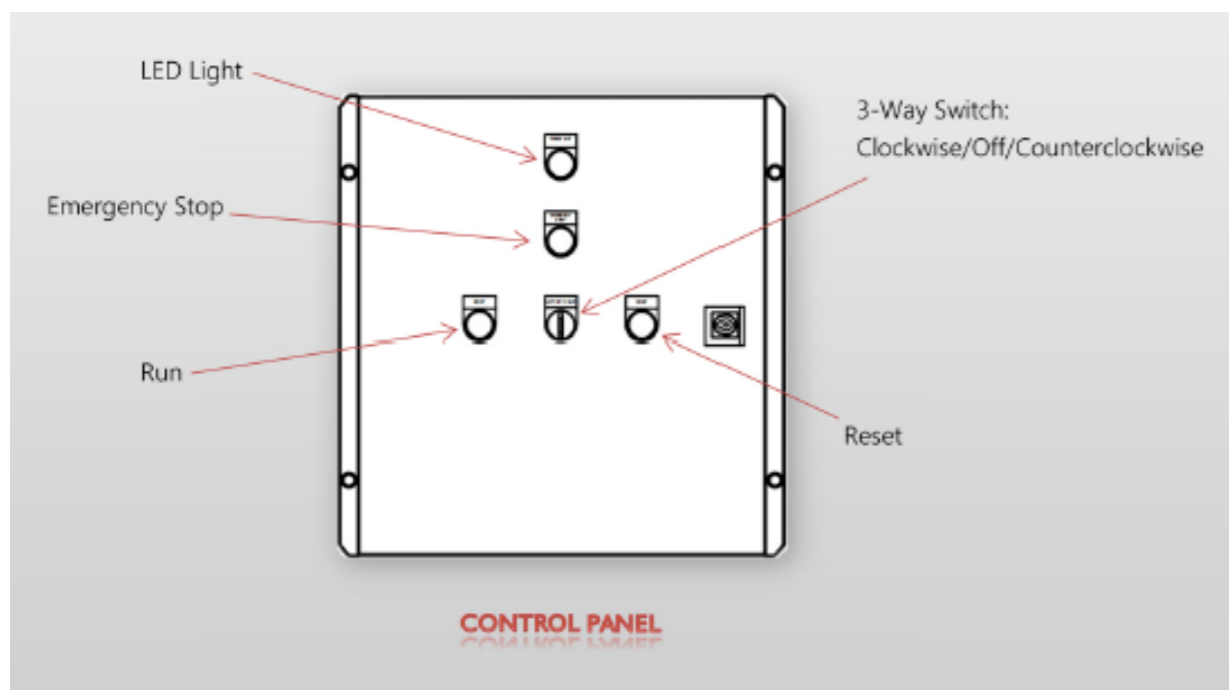 LED Light
3-Way Switch:
Clockwise/Off/Counterclockwise
Emergency Stop
Run
Reset
CONTROL PANEL